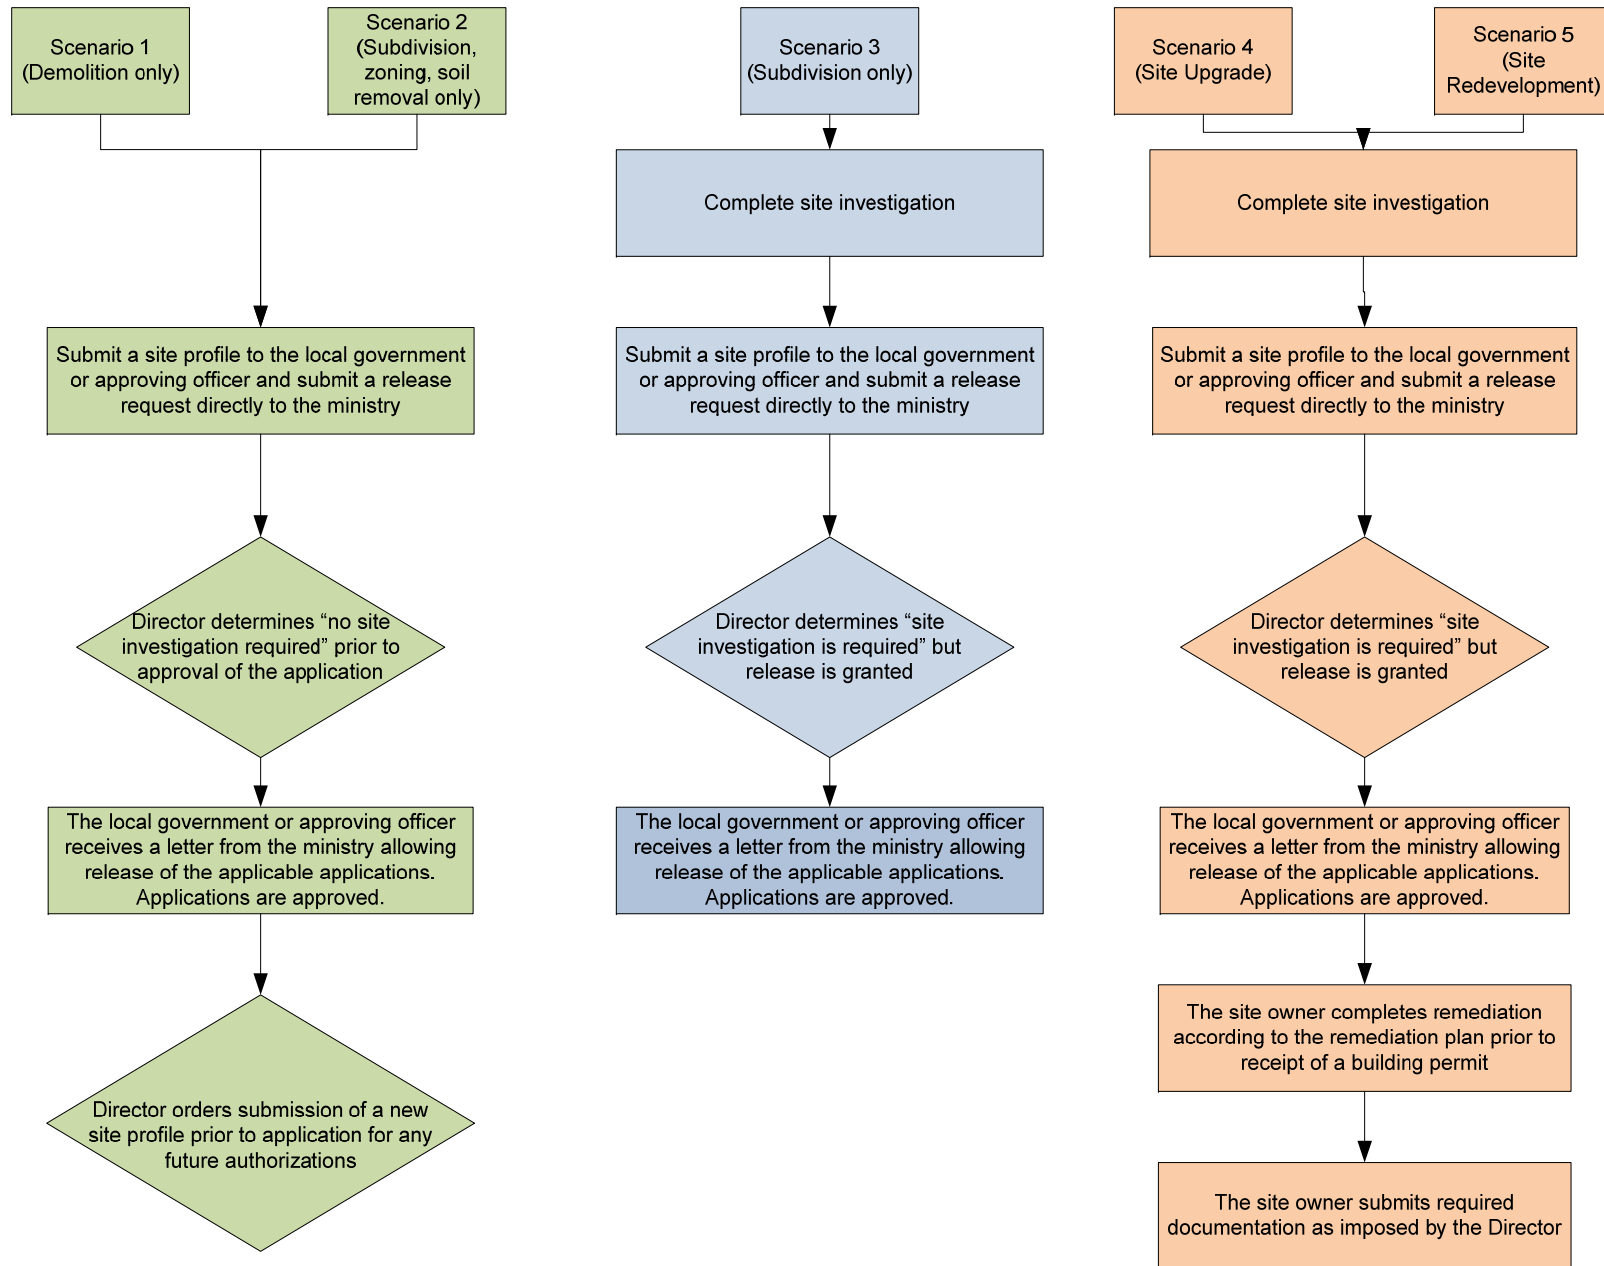 Scenario 1
(Demolition only)
Scenario 2
(Subdivision,
zoning, soil
removal only)
Scenario 3
(Subdivision only)
Scenario 4
(Site Upgrade)
Scenario 5
(Site
Redevelopment)
Complete site investigation
Complete site investigation
Submit a site profile to the local government
or approving officer and submit a release
request directly to the ministry
Submit a site profile to the local government
or approving officer and submit a release
request directly to the ministry
Submit a site profile to the local government
or approving officer and submit a release
request directly to the ministry
Director determines “no site
investigation required” prior to
approval of the application
Director determines “site
investigation is required” but
release is granted
Director determines “site
investigation is required” but
release is granted
The local government or approving officer
receives a letter from the ministry allowing
release of the applicable applications.
Applications are approved.
The local government or approving officer
receives a letter from the ministry allowing
release of the applicable applications.
Applications are approved.
The local government or approving officer
receives a letter from the ministry allowing
release of the applicable applications.
Applications are approved.
Director orders submission of a new
site profile prior to application for any
future authorizations
The site owner completes remediation
according to the remediation plan prior to
receipt of a building permit
The site owner submits required
documentation as imposed by the Director